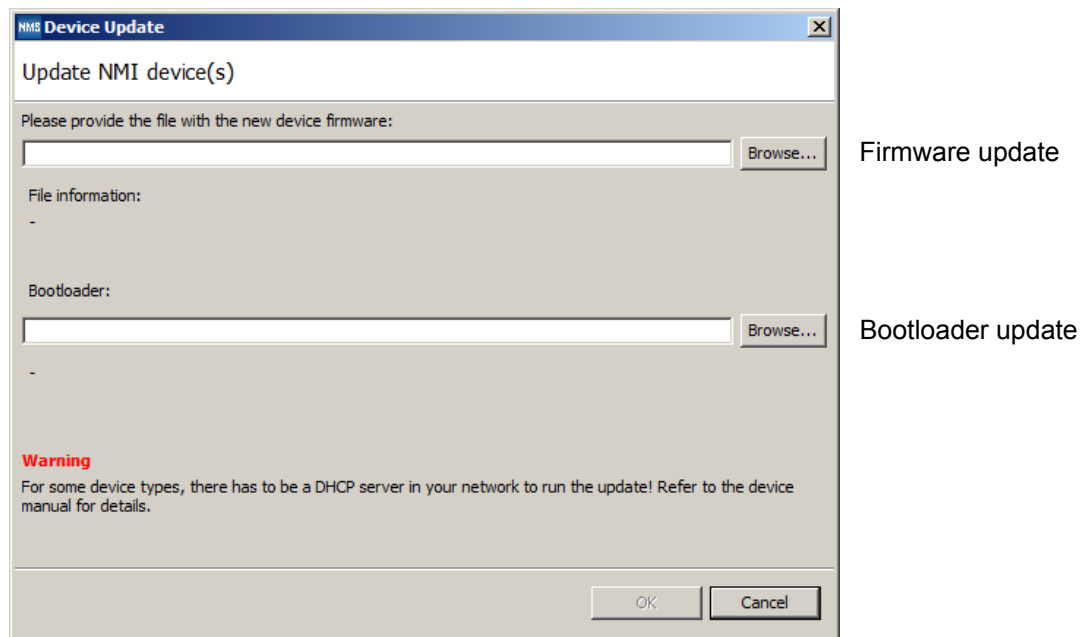 NMS Device Update
Update NMI device(s)
Please provide the file with the new device firmware:
Browse... Firmware update
File information:
-
Bootloader:
Browse... Bootloader update
-
Warning
For some device types, there has to be a DHCP server in your network to run the update! Refer to the device
manual for details.
OK Cancel